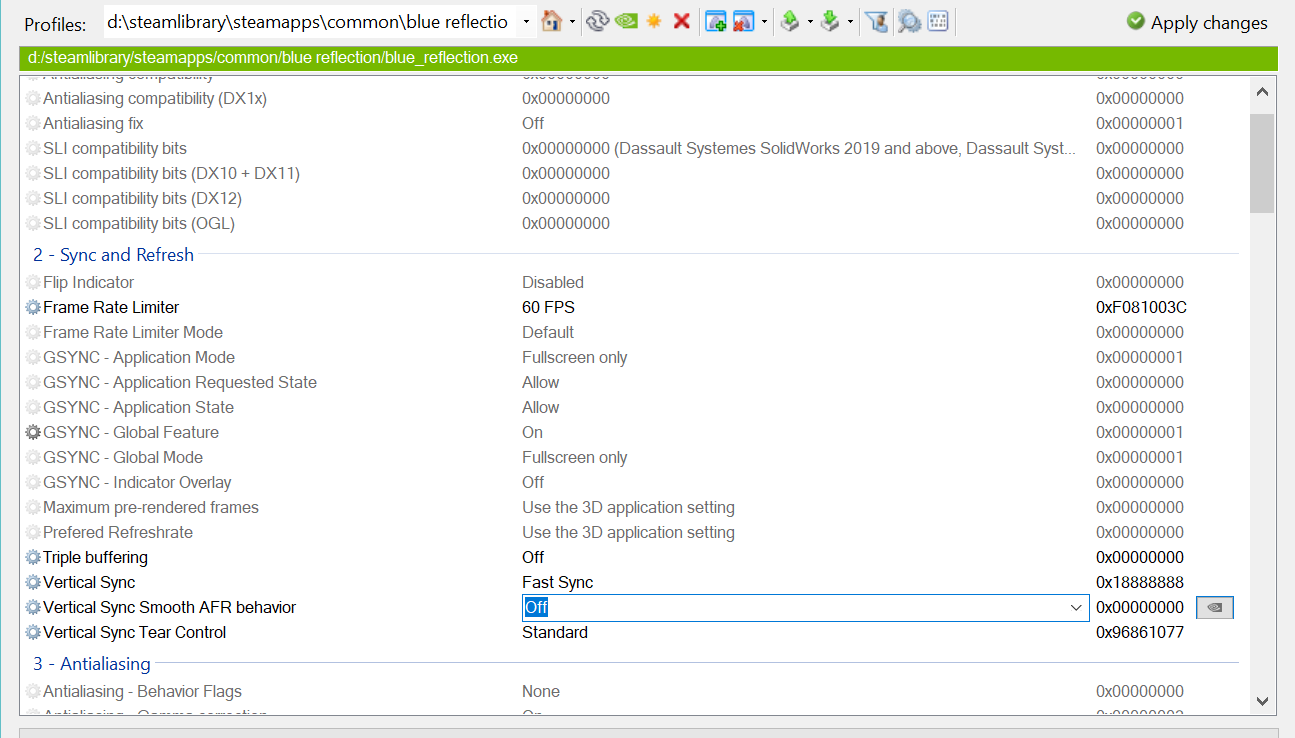 Profiles: d:\steamlibrary\steamapps\common\blue reflectio Apply changes
d:/steamlibrary/steamapps/common/blue reflection/blue_reflection.exe
Antialiasing compatibility 0x00000000 0x00000000
Antialiasing compatibility (DX1x) 0x00000000 0x00000000
Antialiasing fix Off 0x00000001
SLI compatibility bits 0x00000000 (Dassault Systemes SolidWorks 2019 and above, Dassault Syst... 0x00000000
SLI compatibility bits (DX10 + DX11) 0x00000000 0x00000000
SLI compatibility bits (DX12) 0x00000000 0x00000000
SLI compatibility bits (OGL) 0x00000000 0x00000000
2 - Sync and Refresh
Flip Indicator Disabled 0x00000000
Frame Rate Limiter 60 FPS 0xF081003C
Frame Rate Limiter Mode Default 0x00000000
GSYNC - Application Mode Fullscreen only 0x00000001
GSYNC - Application Requested State Allow 0x00000000
GSYNC - Application State Allow 0x00000000
GSYNC - Global Feature On 0x00000001
GSYNC - Global Mode Fullscreen only 0x00000001
GSYNC - Indicator Overlay Off 0x00000000
Maximum pre-rendered frames Use the 3D application setting 0x00000000
Prefered Refreshrate Use the 3D application setting 0x00000000
Triple buffering Off 0x00000000
Vertical Sync Fast Sync 0x18888888
Vertical Sync Smooth AFR behavior Off 0x00000000
Vertical Sync Tear Control Standard 0x96861077
3 - Antialiasing
Antialiasing - Behavior Flags None 0x00000000
Antialiasing - Gamma correction On